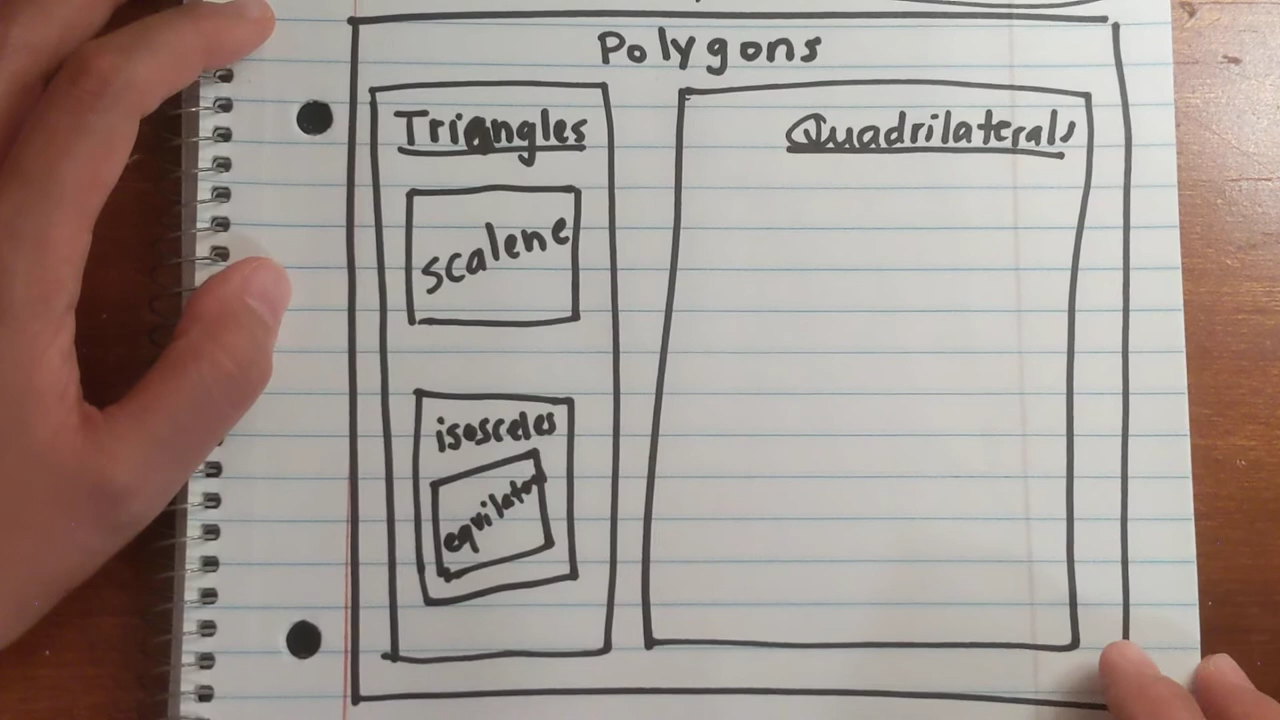 Polygons
Triangles
scalene
isosceles
equilateral
Quadrilaterals